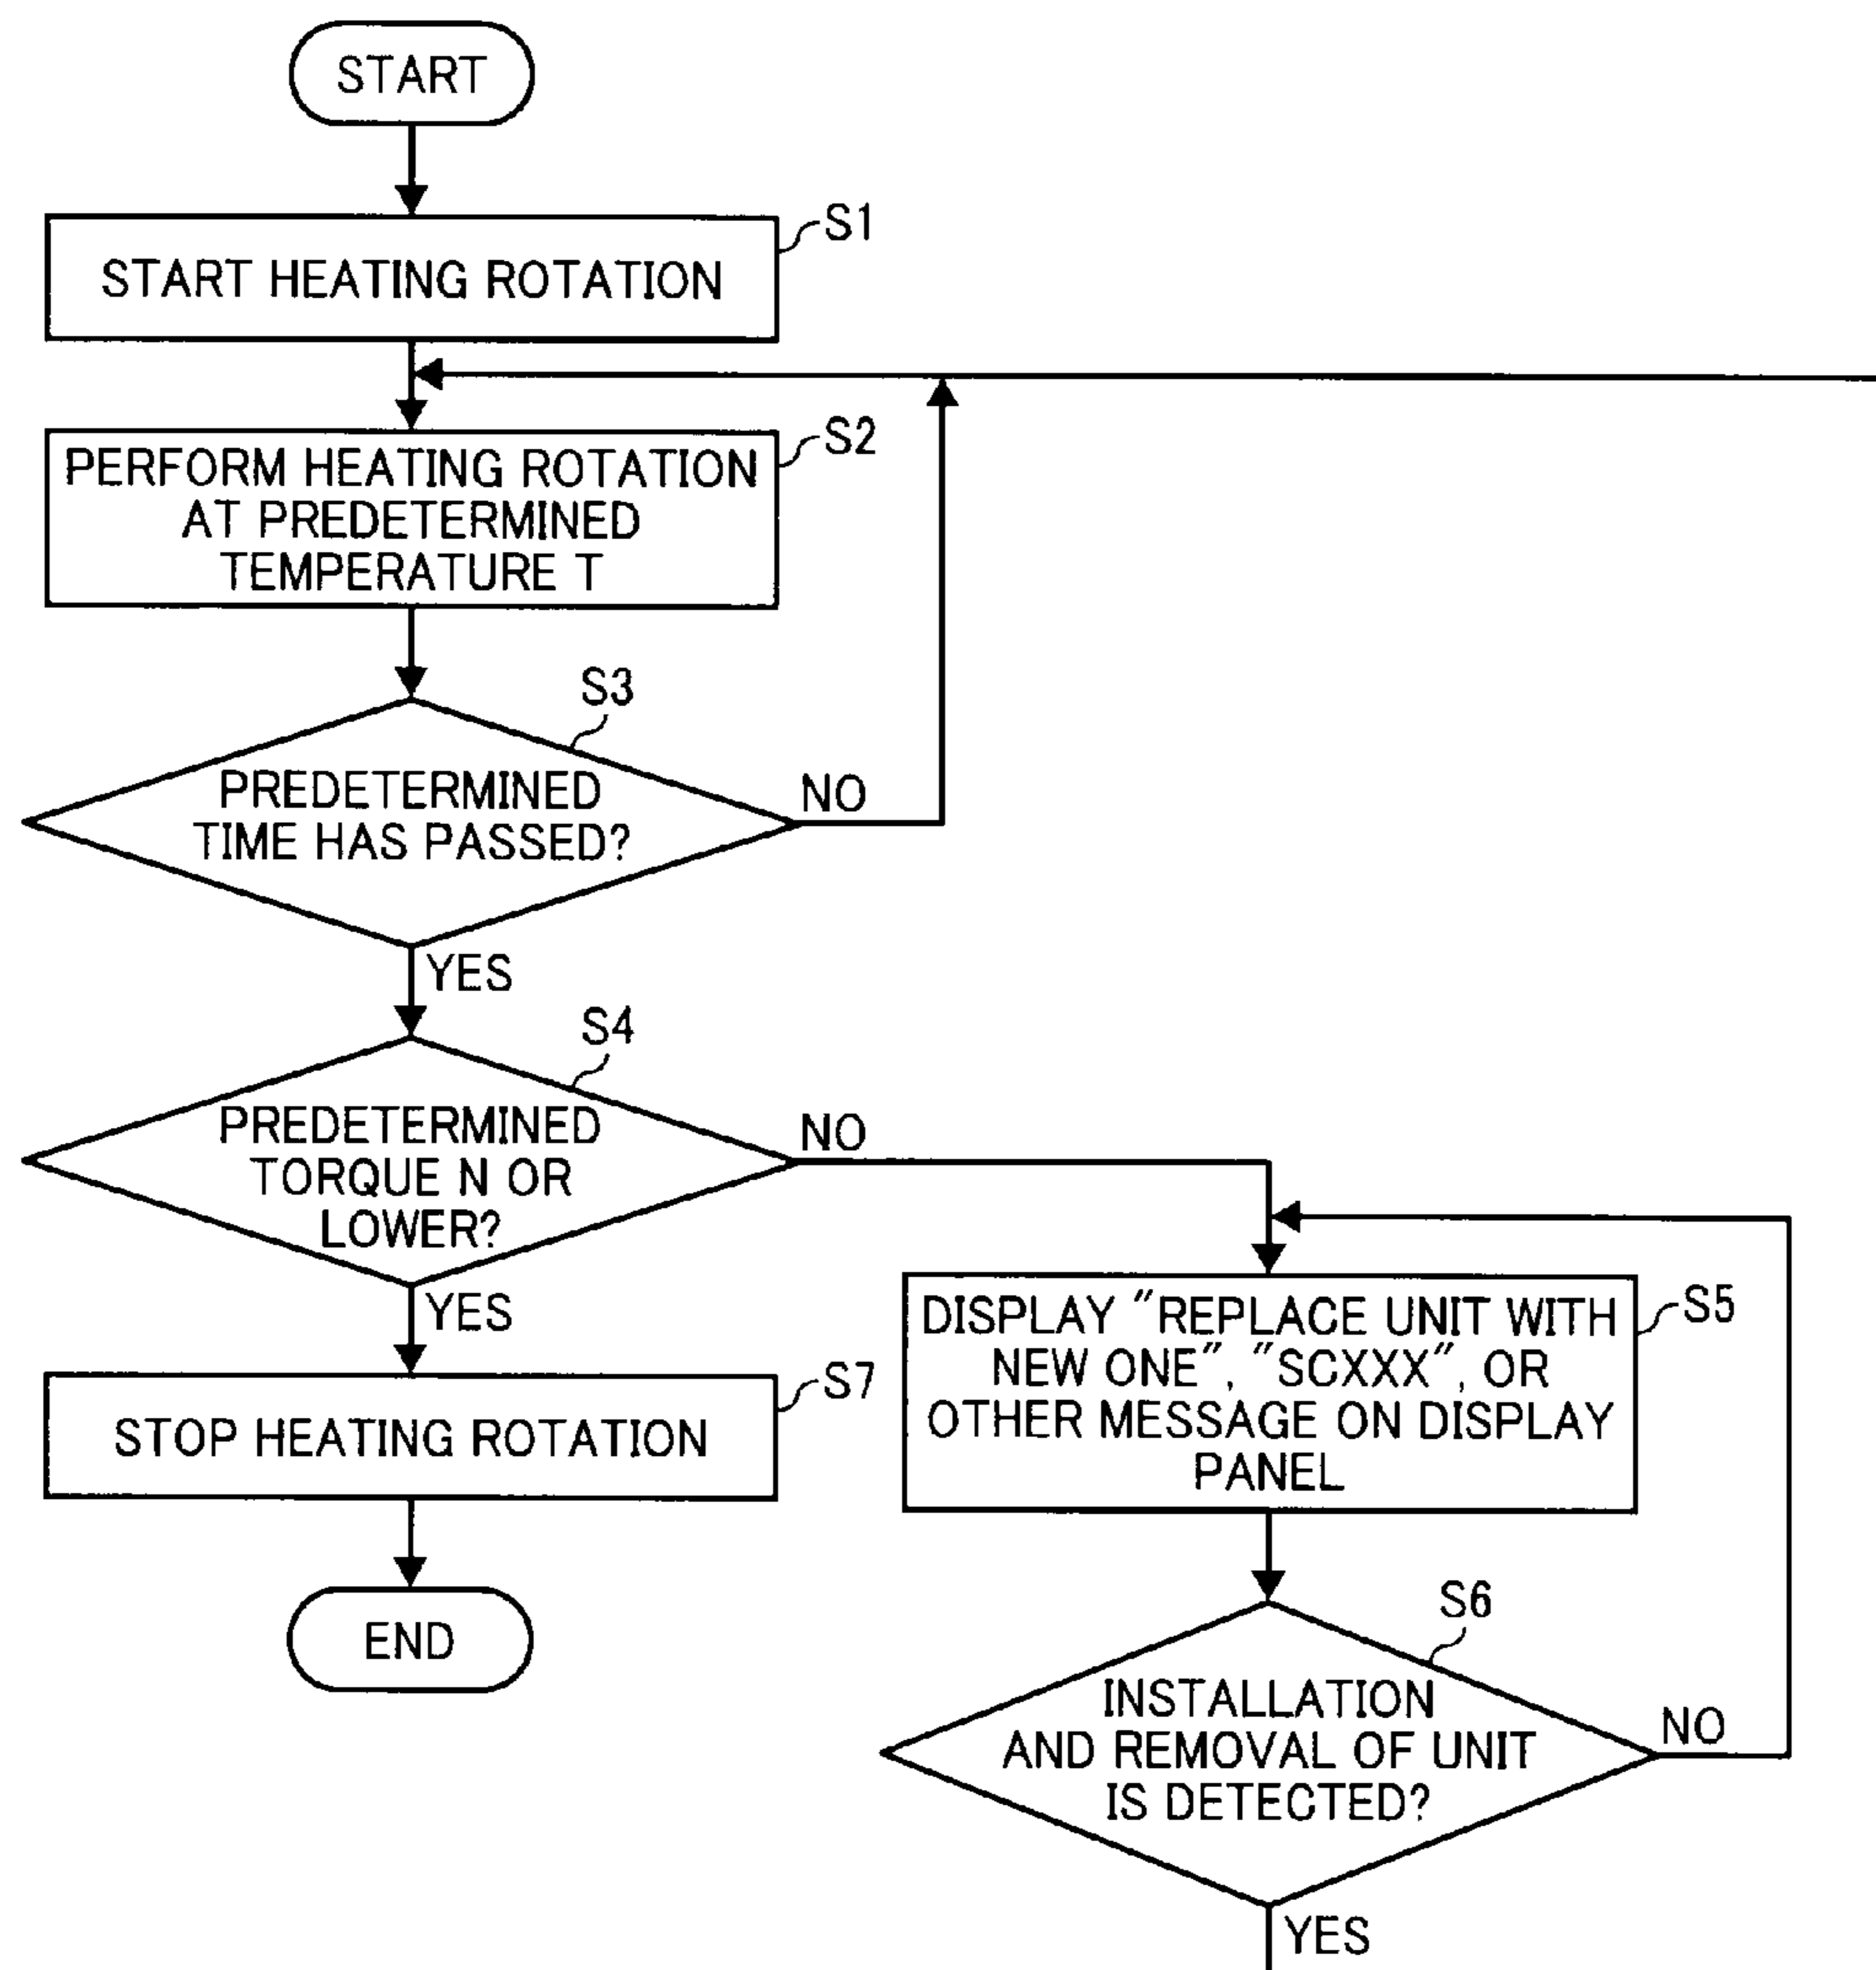 START
S1
START HEATING ROTATION
S2
PERFORM HEATING ROTATION
AT PREDETERMINED
TEMPERATURE T
S3
PREDETERMINED
TIME HAS PASSED?
NO
YES
S4
PREDETERMINED
TORQUE N OR
LOWER?
NO
YES
S5
DISPLAY "REPLACE UNIT WITH
NEW ONE", "SCXXX", OR
OTHER MESSAGE ON DISPLAY
PANEL
S7
STOP HEATING ROTATION
END
S6
INSTALLATION
AND REMOVAL OF UNIT
IS DETECTED?
NO
YES